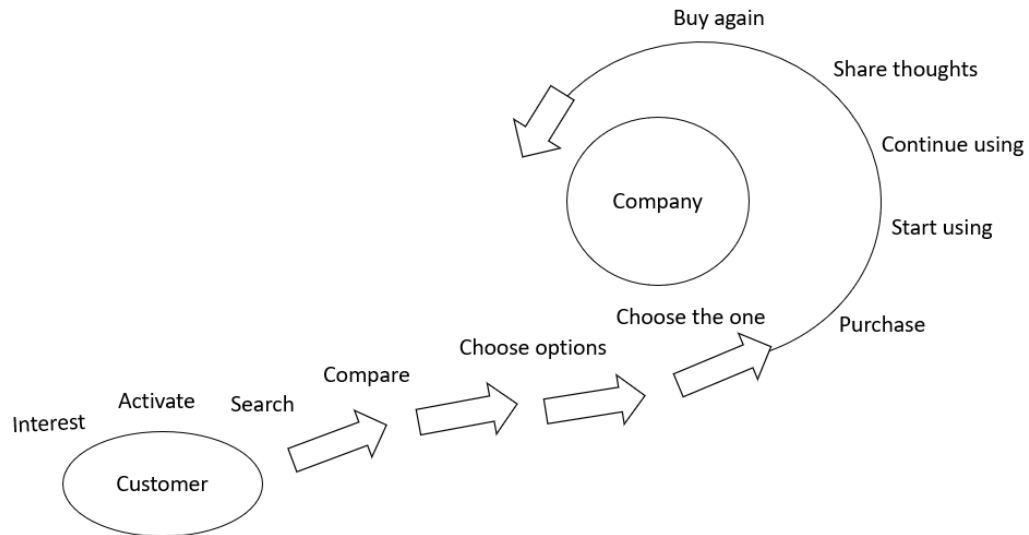 Buy again
Share thoughts
Continue using
Company
Start using
Choose the one
Purchase
Choose options
Compare
Activate
Search
Interest
Customer